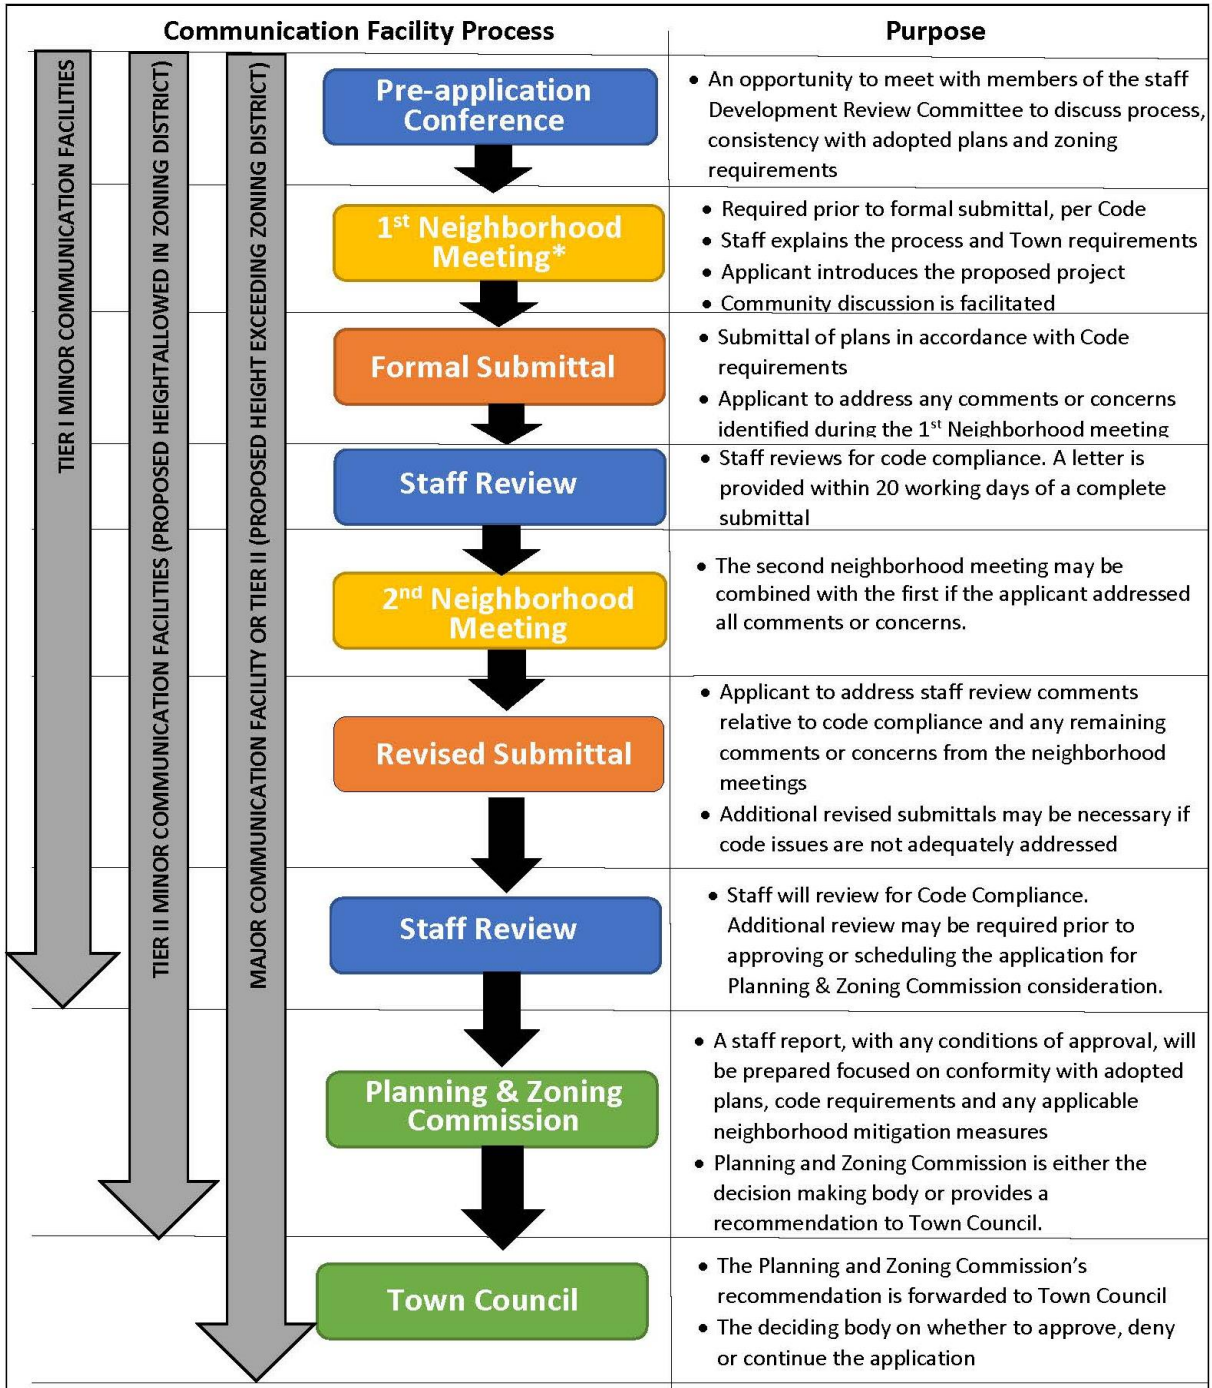 Communication Facility Process
Purpose
TIER I MINOR COMMUNICATION FACILITIES
TIER II MINOR COMMUNICATION FACILITIES (PROPOSED HEIGHT ALLOWED IN ZONING DISTRICT)
MAJOR COMMUNICATION FACILITY OR TIER II (PROPOSED HEIGHT EXCEEDING ZONING DISTRICT)
Pre-application
Conference
• An opportunity to meet with members of the staff
Development Review Committee to discuss process,
consistency with adopted plans and zoning
requirements
1st Neighborhood
Meeting*
• Required prior to formal submittal, per Code
• Staff explains the process and Town requirements
• Applicant introduces the proposed project
• Community discussion is facilitated
Formal Submittal
• Submittal of plans in accordance with Code
requirements
• Applicant to address any comments or concerns
identified during the 1st Neighborhood meeting
Staff Review
• Staff reviews for code compliance. A letter is
provided within 20 working days of a complete
submittal
2nd Neighborhood
Meeting
• The second neighborhood meeting may be
combined with the first if the applicant addressed
all comments or concerns.
Revised Submittal
• Applicant to address staff review comments
relative to code compliance and any remaining
comments or concerns from the neighborhood
meetings
• Additional revised submittals may be necessary if
code issues are not adequately addressed
Staff Review
• Staff will review for Code Compliance.
Additional review may be required prior to
approving or scheduling the application for
Planning & Zoning Commission consideration.
Planning & Zoning
Commission
• A staff report, with any conditions of approval, will
be prepared focused on conformity with adopted
plans, code requirements and any applicable
neighborhood mitigation measures
• Planning and Zoning Commission is either the
decision making body or provides a
recommendation to Town Council.
Town Council
• The Planning and Zoning Commission's
recommendation is forwarded to Town Council
• The deciding body on whether to approve, deny
or continue the application